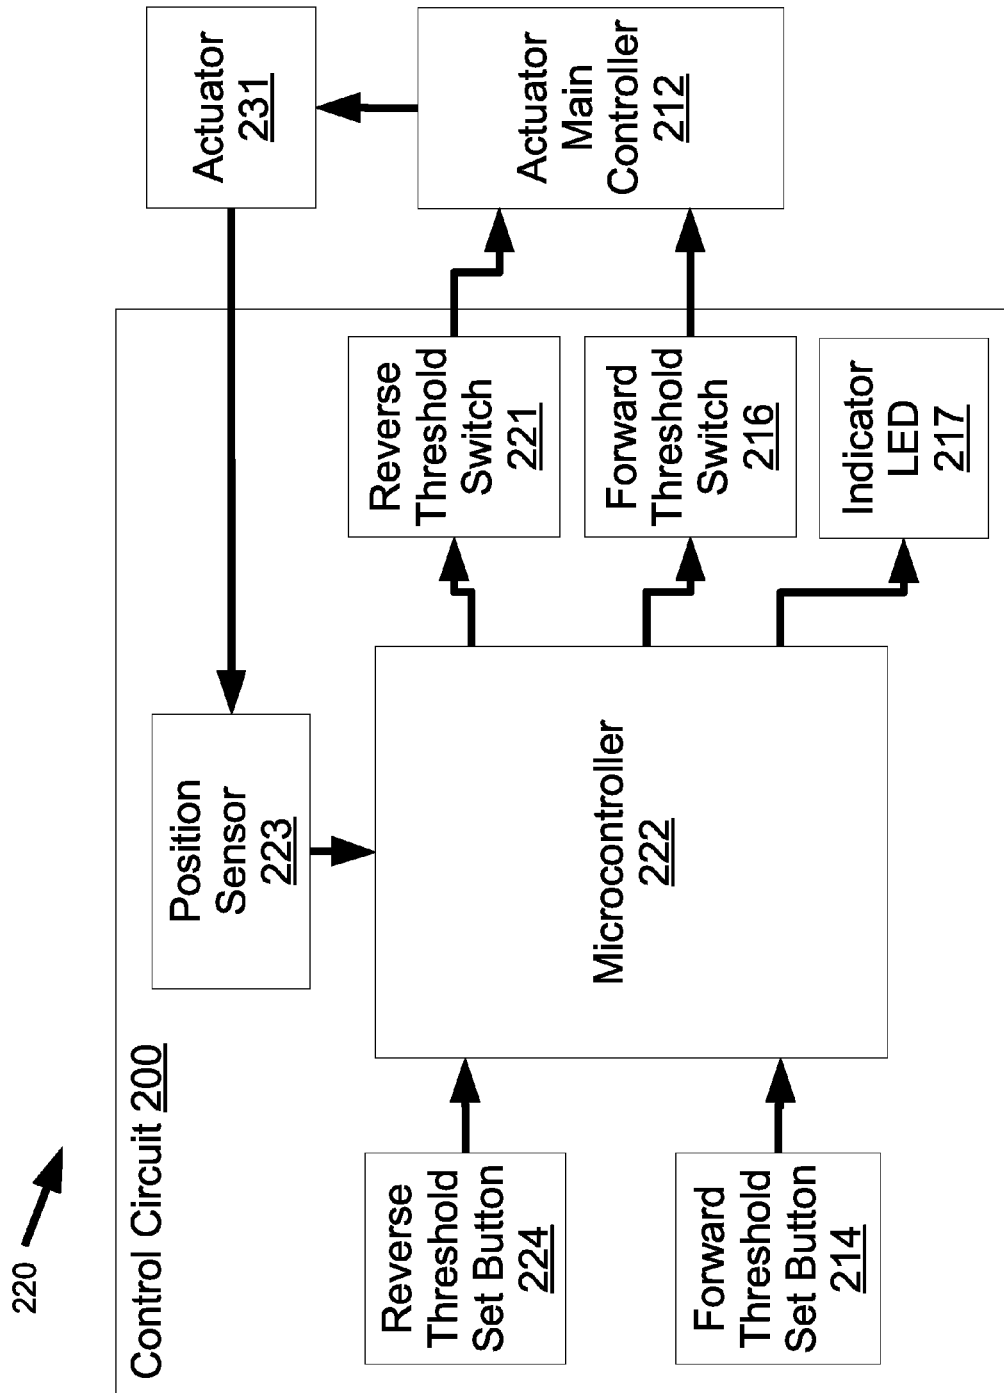 220
Control Circuit 200
Reverse
Threshold
Set Button
224
Forward
Threshold
Set Button
214
Position
Sensor
223
Microcontroller
222
Reverse
Threshold
Switch
221
Forward
Threshold
Switch
216
Indicator
LED
217
Actuator
231
Actuator
Main
Controller
212